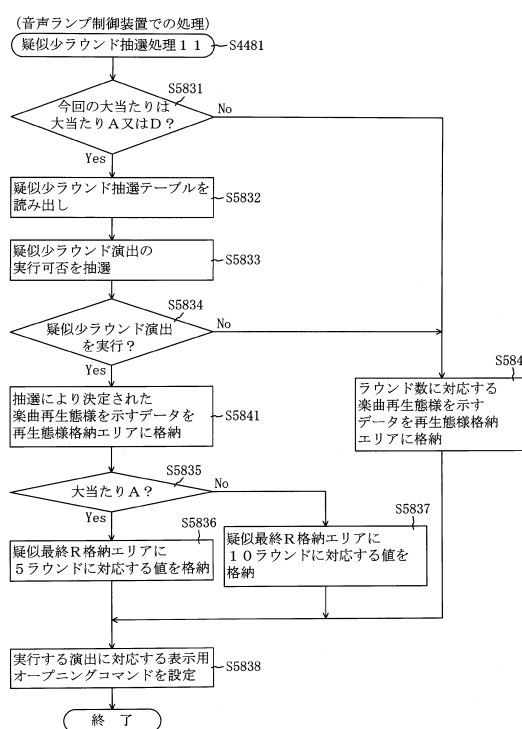 (音声ランプ制御装置での処理)
疑似少ラウンド抽選処理11
S4481
S5831
今回の大当たりは
大当たりA又はD?
No
Yes
疑似少ラウンド抽選テーブルを
読み出し
S5832
疑似少ラウンド演出の
実行可否を抽選
S5833
S5834
疑似少ラウンド演出
を実行?
No
Yes
抽選により決定された
楽曲再生態様を示すデータを
再生態様格納エリアに格納
S5841
S584
ラウンド数に対応する
楽曲再生態様を示す
データを再生態様格納
エリアに格納
S5835
大当たりA?
No
Yes
S5836
疑似最終R格納エリアに
5ラウンドに対応する値を格納
S5837
疑似最終R格納エリアに
10ラウンドに対応する値を
格納
実行する演出に対応する表示用
オープニングコマンドを設定
S5838
終 了